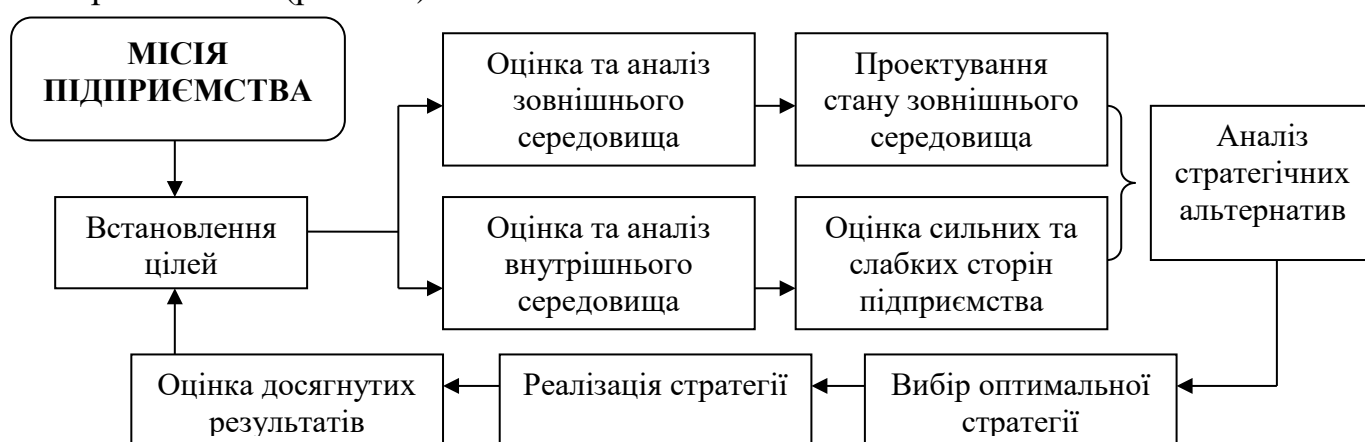 МІСІЯ
ПІДПРИЄМСТВА
Оцінка та аналіз
зовнішнього
середовища
Проектування
стану зовнішнього
середовища
Аналіз
стратегічних
альтернатив
Встановлення
цілей
Оцінка та аналіз
внутрішнього
середовища
Оцінка сильних та
слабких сторін
підприємства
Оцінка досягнутих
результатів
Реалізація стратегії
Вибір оптимальної
стратегії